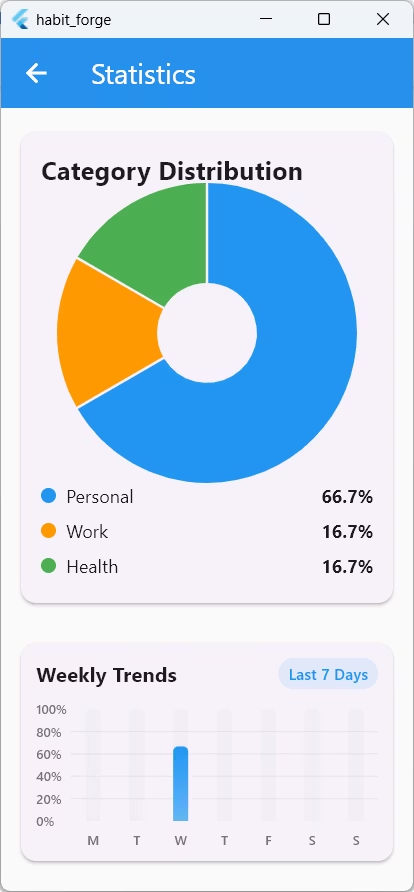 habit_forge
Statistics
Category Distribution
Personal 66.7%
Work 16.7%
Health 16.7%
Weekly Trends Last 7 Days
100%
80%
60%
40%
20%
0%
M T W T F S S